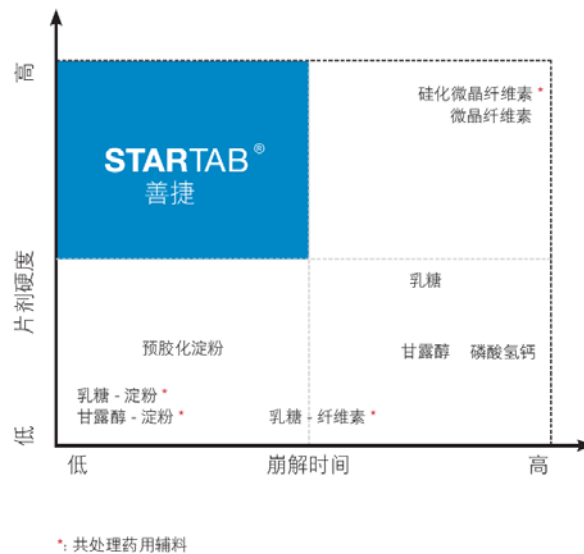 高
硅化微晶纤维素 *
微晶纤维素
STARTAB®
善捷
片剂硬度
乳糖
预胶化淀粉
甘露醇 磷酸氢钙
乳糖 - 淀粉 *
甘露醇 - 淀粉 * 乳糖 - 纤维素 *
低
低 崩解时间 高
*: 共处理药用辅料